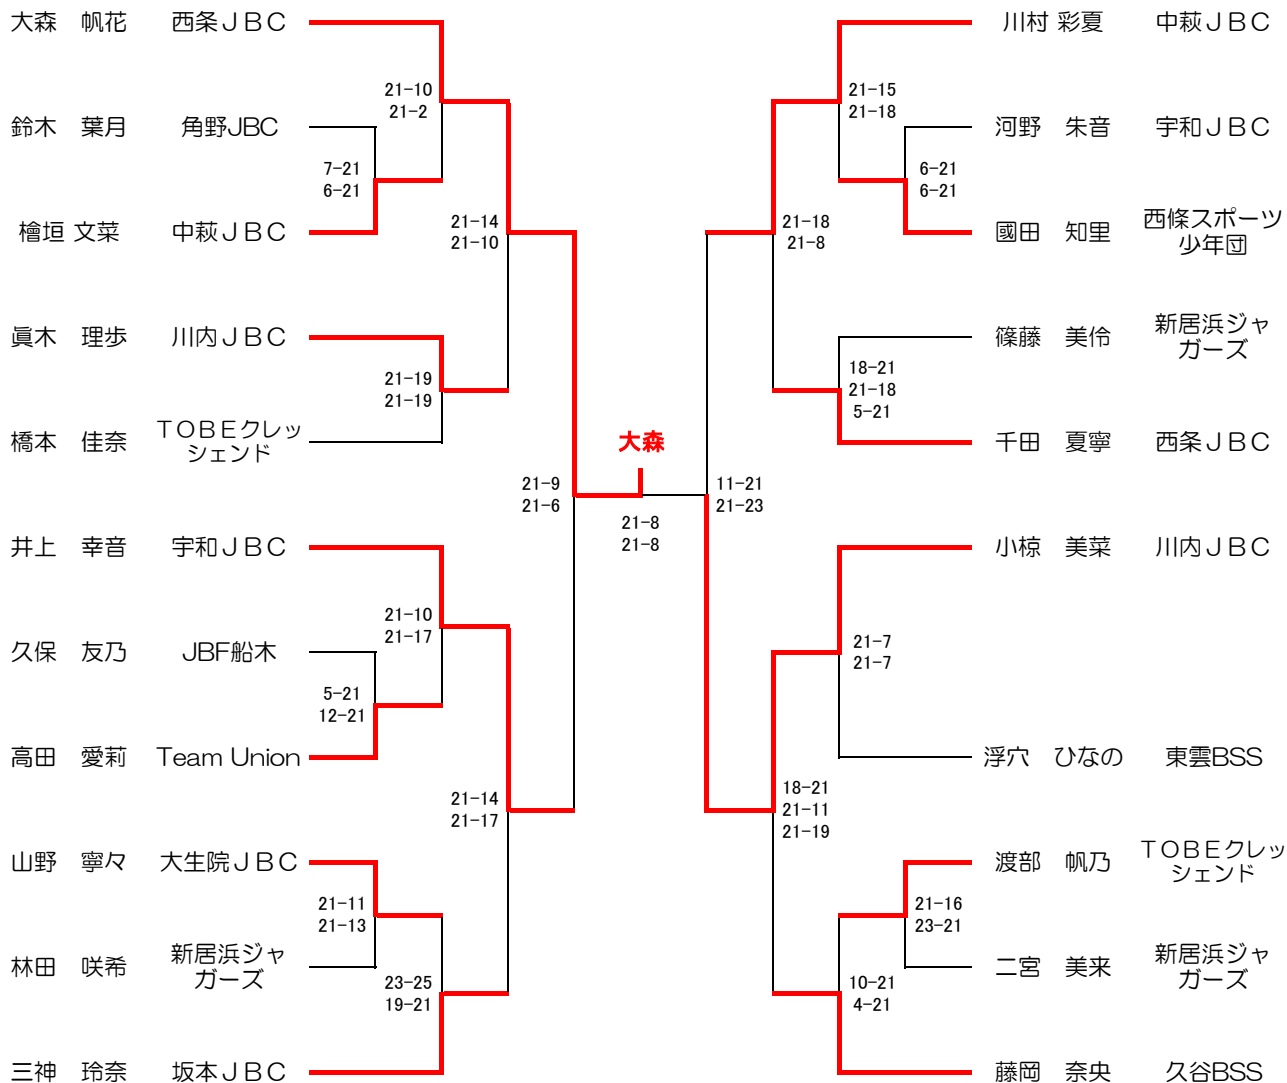 大森　帆花　西条ＪＢＣ
21-10
21-2
鈴木　葉月　角野JBC
7-21
6-21
檜垣 文菜　中萩ＪＢＣ
21-14
21-10
眞木　理歩　川内ＪＢＣ
21-19
21-19
橋本　佳奈　ＴＯＢＥクレッ
シェンド
21-9
21-6
井上　幸音　宇和ＪＢＣ
21-10
21-17
久保　友乃　JBF船木
5-21
12-21
高田　愛莉　Team Union
21-14
21-17
山野　寧々　大生院ＪＢＣ
21-11
21-13
林田　咲希　新居浜ジャ
ガーズ
23-25
19-21
三神　玲奈　坂本ＪＢＣ
大森
21-8
21-8
川村 彩夏　中萩ＪＢＣ
21-15
21-18
河野　朱音　宇和ＪＢＣ
6-21
6-21
國田　知里　西條スポーツ
少年団
21-18
21-8
篠藤　美伶　新居浜ジャ
ガーズ
18-21
21-18
5-21
千田　夏寧　西条ＪＢＣ
11-21
21-23
小椋　美菜　川内ＪＢＣ
21-7
21-7
浮穴　ひなの　東雲BSS
18-21
21-11
21-19
渡部　帆乃　ＴＯＢＥクレッ
シェンド
21-16
23-21
二宮　美来　新居浜ジャ
ガーズ
10-21
4-21
藤岡　奈央　久谷BSS